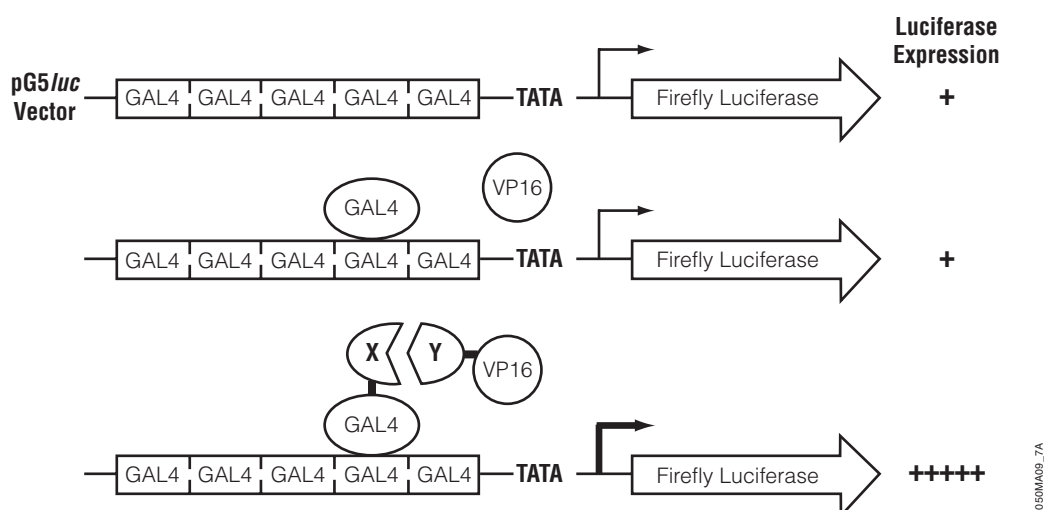 Luciferase
Expression
pG5luc
Vector
GAL4 GAL4 GAL4 GAL4 GAL4
TATA
Firefly Luciferase
+
GAL4
VP16
GAL4 GAL4 GAL4 GAL4 GAL4
TATA
Firefly Luciferase
+
X
Y
VP16
GAL4
GAL4 GAL4 GAL4 GAL4 GAL4
TATA
Firefly Luciferase
+++++
050MA09_7A